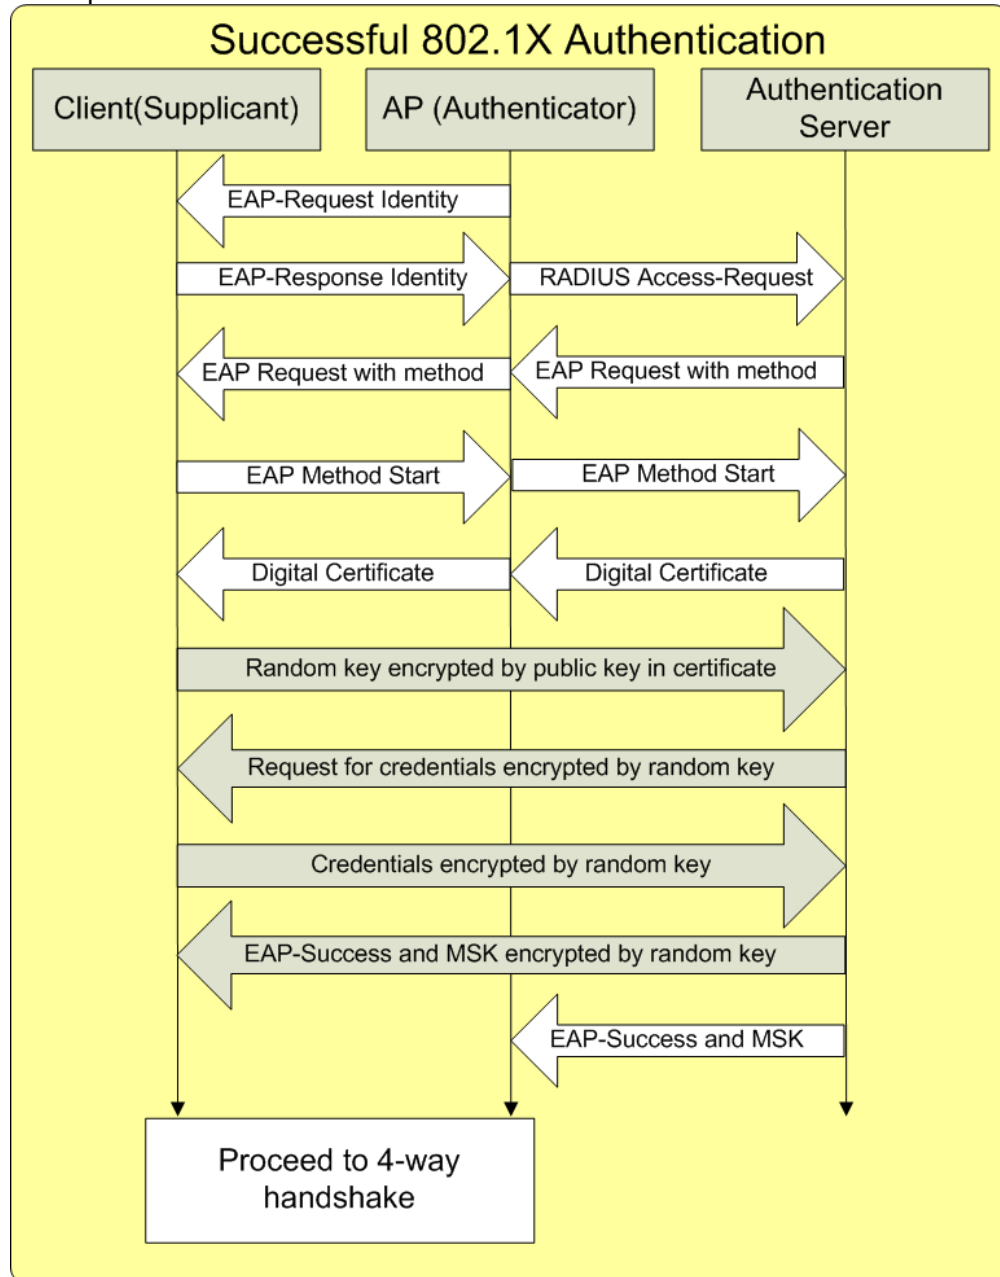 Successful 802.1X Authentication
Client(Supplicant)
AP (Authenticator)
Authentication
Server
EAP-Request Identity
EAP-Response Identity
RADIUS Access-Request
EAP Request with method
EAP Request with method
EAP Method Start
EAP Method Start
Digital Certificate
Digital Certificate
Random key encrypted by public key in certificate
Request for credentials encrypted by random key
Credentials encrypted by random key
EAP-Success and MSK encrypted by random key
EAP-Success and MSK
Proceed to 4-way
handshake